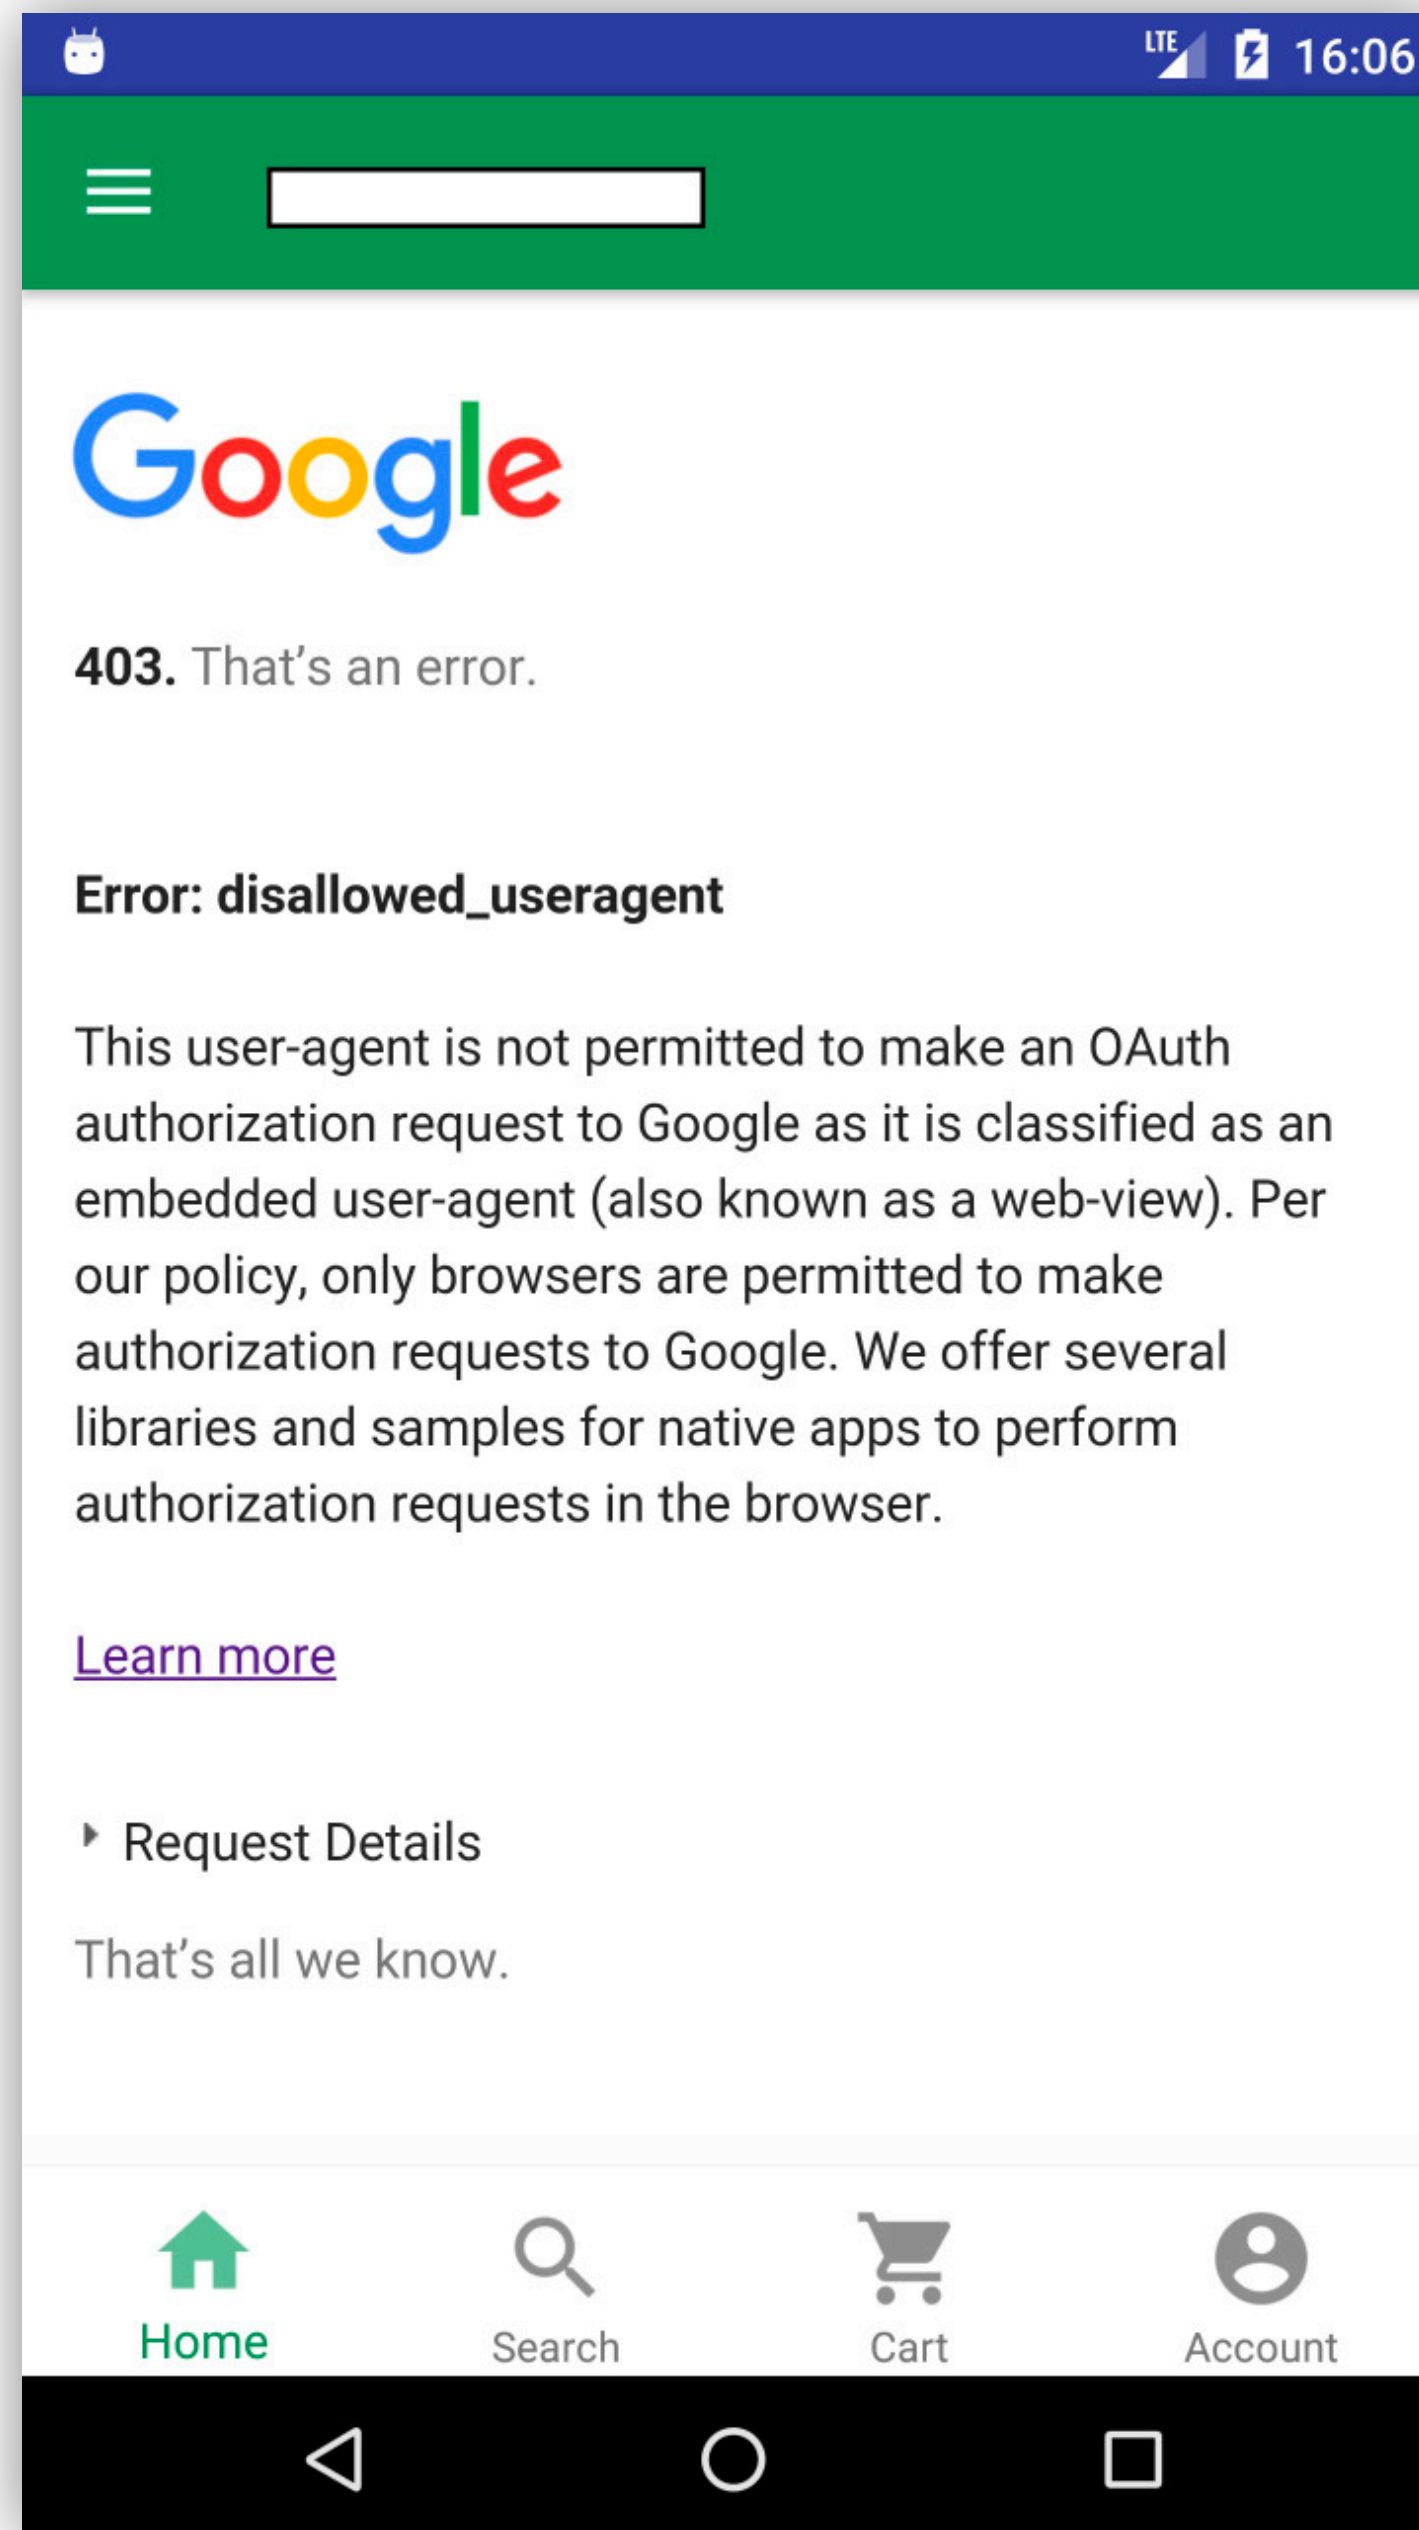 LTE 16:06
Google
403. That’s an error.
Error: disallowed_useragent
This user-agent is not permitted to make an OAuth
authorization request to Google as it is classified as an
embedded user-agent (also known as a web-view). Per
our policy, only browsers are permitted to make
authorization requests to Google. We offer several
libraries and samples for native apps to perform
authorization requests in the browser.
Learn more
Request Details
That’s all we know.
Home Search Cart Account